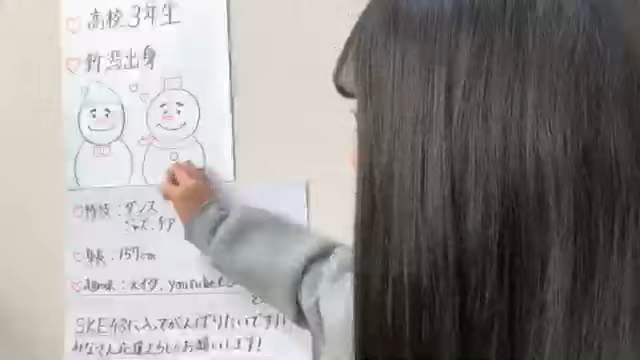 ♡ 高校3年生
♡ 新潟出身
♡特技:ダンス
ジャズ、チア
♡身長:157cm
♡趣味:メイク、youtube
SKE48に入ってがんばりたいです!!
みなさん応援よろしくお願いします!